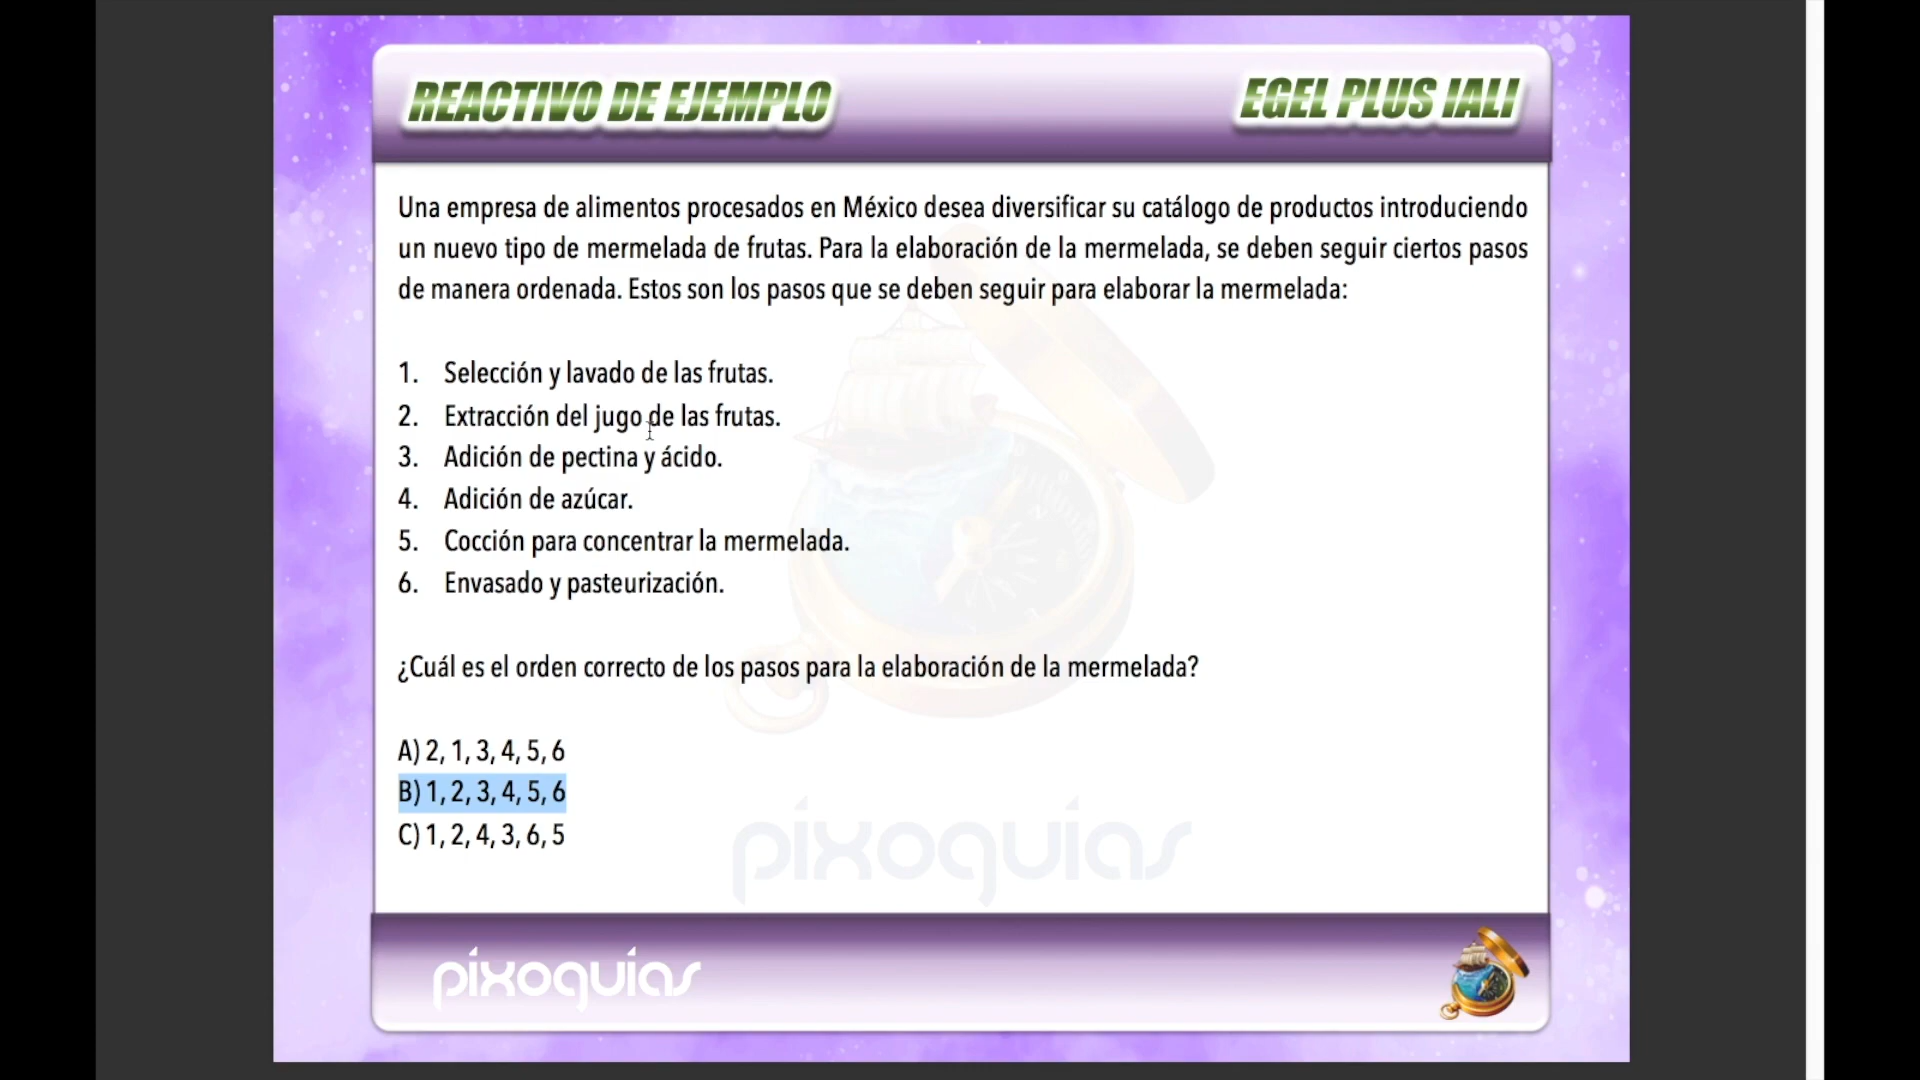 REACTIVO DE EJEMPLO
EGEL PLUS IALI
Una empresa de alimentos procesados en México desea diversificar su catálogo de productos introduciendo
un nuevo tipo de mermelada de frutas. Para la elaboración de la mermelada, se deben seguir ciertos pasos
de manera ordenada. Estos son los pasos que se deben seguir para elaborar la mermelada:
1. Selección y lavado de las frutas.
2. Extracción del jugo de las frutas.
3. Adición de pectina y ácido.
4. Adición de azúcar.
5. Cocción para concentrar la mermelada.
6. Envasado y pasteurización.
¿Cuál es el orden correcto de los pasos para la elaboración de la mermelada?
A) 2, 1, 3, 4, 5, 6
B) 1, 2, 3, 4, 5, 6
C) 1, 2, 4, 3, 6, 5
pixoguías
pixoguías